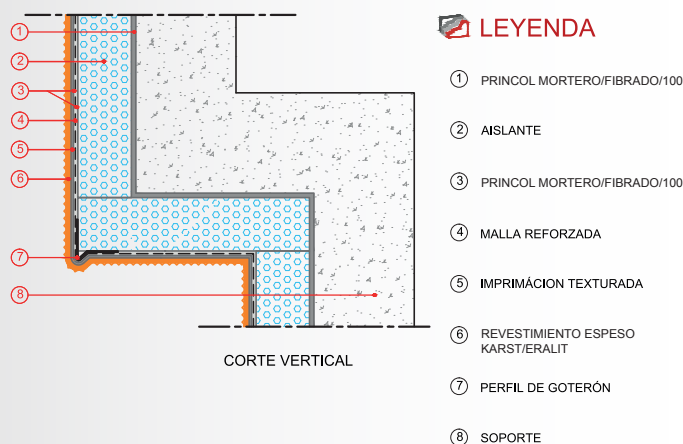 1
2
3
4
5
6
7
8
CORTE VERTICAL
LEYENDA
1 PRINCOL MORTERO/FIBRADO/100
2 AISLANTE
3 PRINCOL MORTERO/FIBRADO/100
4 MALLA REFORZADA
5 IMPRIMÁCION TEXTURADA
6 REVESTIMIENTO ESPESO
KARST/ERALIT
7 PERFIL DE GOTERÓN
8 SOPORTE